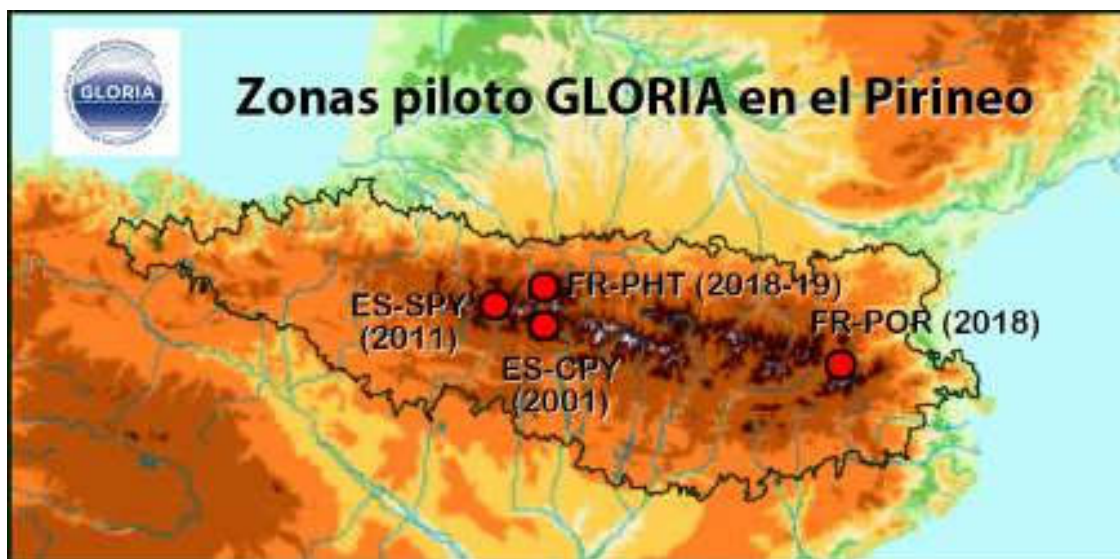 GLORIA
Zonas piloto GLORIA en el Pirineo
FR-PHT (2018-19)
ES-SPY
(2011)
FR-POR (2018)
ES-CPY
(2001)